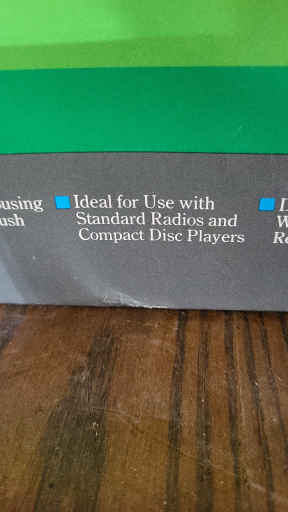 ousing
ush
Ideal for Use with
Standard Radios and
Compact Disc Players